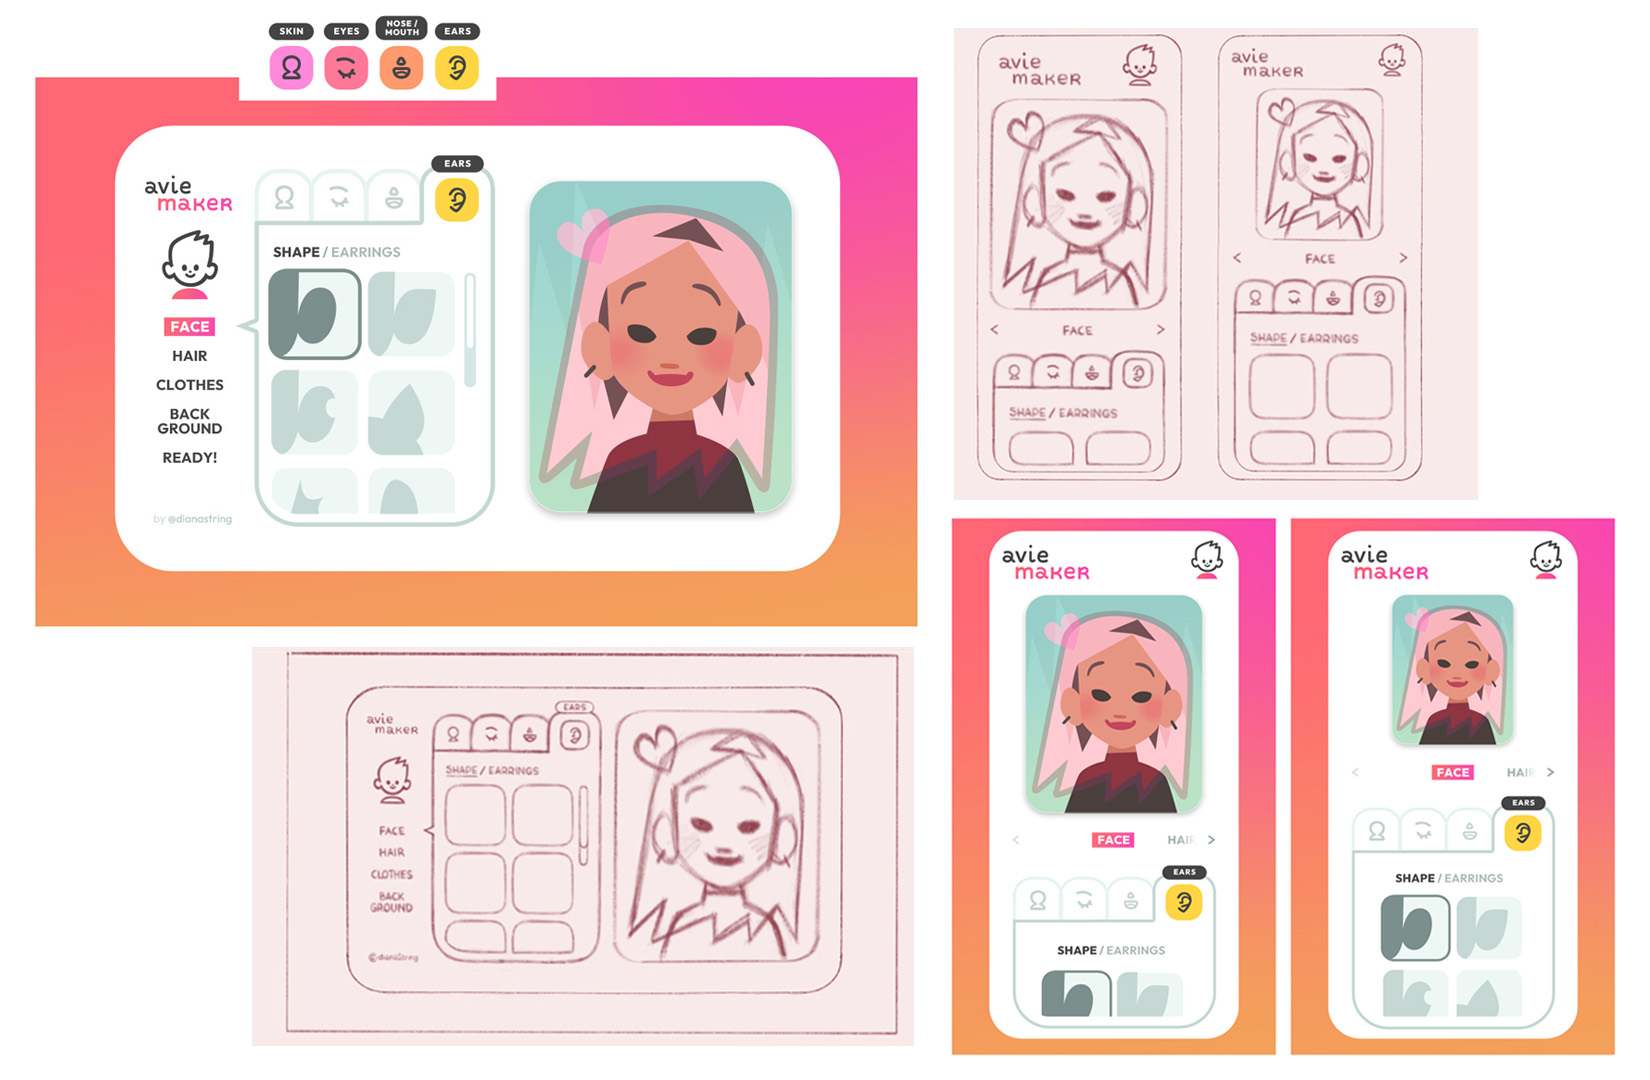 SKIN
EYES
NOSE /
MOUTH
EARS
avie
maker
FACE
HAIR
CLOTHES
BACK
GROUND
READY!
by @dianastring
EARS
SHAPE / EARRINGS
avie
maker
FACE
HAIR
CLOTHES
BACK
GROUND
©dianastring
EARS
SHAPE / EARRINGS
avie
maker
< FACE >
SHAPE / EARRINGS
avie
maker
< FACE >
SHAPE / EARRINGS
avie
maker
< FACE HAIR >
EARS
SHAPE / EARRINGS
avie
maker
< FACE HAIR >
EARS
SHAPE / EARRINGS